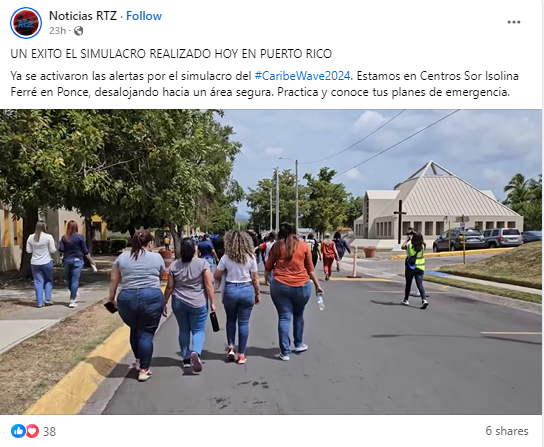 Noticias RTZ · Follow
23h ·
UN EXITO EL SIMULACRO REALIZADO HOY EN PUERTO RICO
Ya se activaron las alertas por el simulacro del #CaribeWave2024. Estamos en Centros Sor Isolina
Ferré en Ponce, desalojando hacia un área segura. Practica y conoce tus planes de emergencia.
38
6 shares